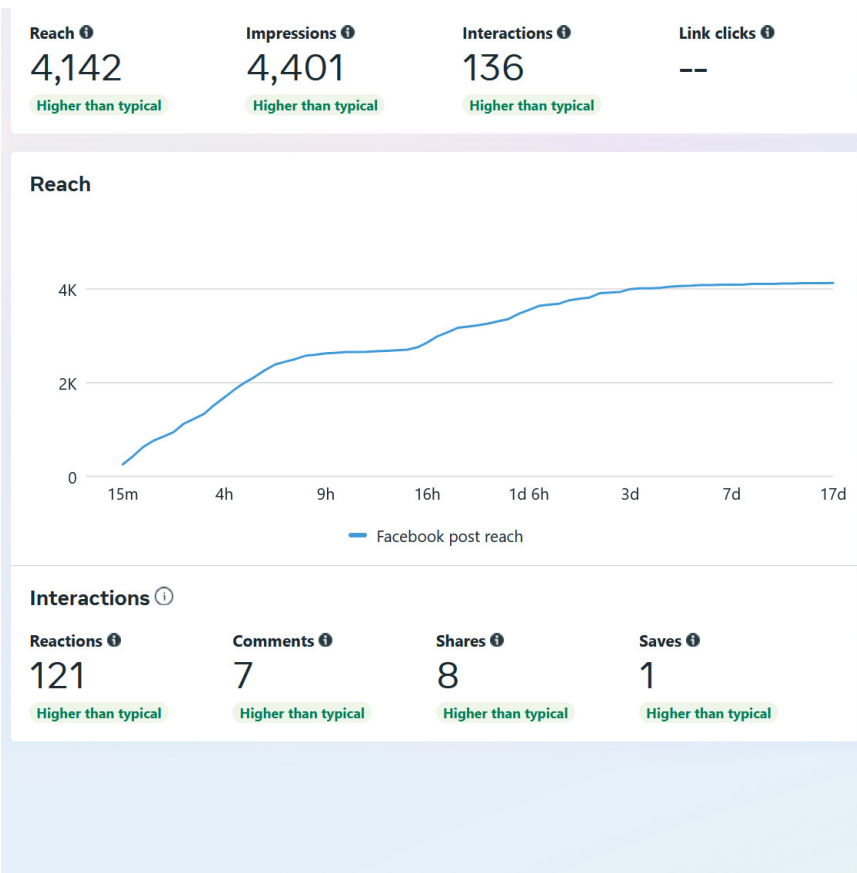 Reach Impressions Interactions Link clicks
4,142 4,401 136 --
Higher than typical Higher than typical Higher than typical
Reach
4K
2K
0
15m 4h 9h 16h 1d 6h 3d 7d 17d
Facebook post reach
Interactions
Reactions Comments Shares Saves
121 7 8 1
Higher than typical Higher than typical Higher than typical Higher than typical